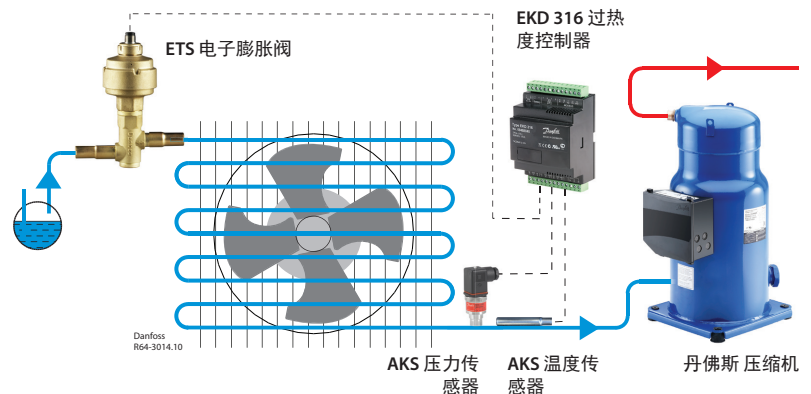 EKD 316 过热
度控制器
ETS 电子膨胀阀
Danfoss
Danfoss
R64-3014.10
AKS 压力传
感器
AKS 温度传
感器
丹佛斯 压缩机